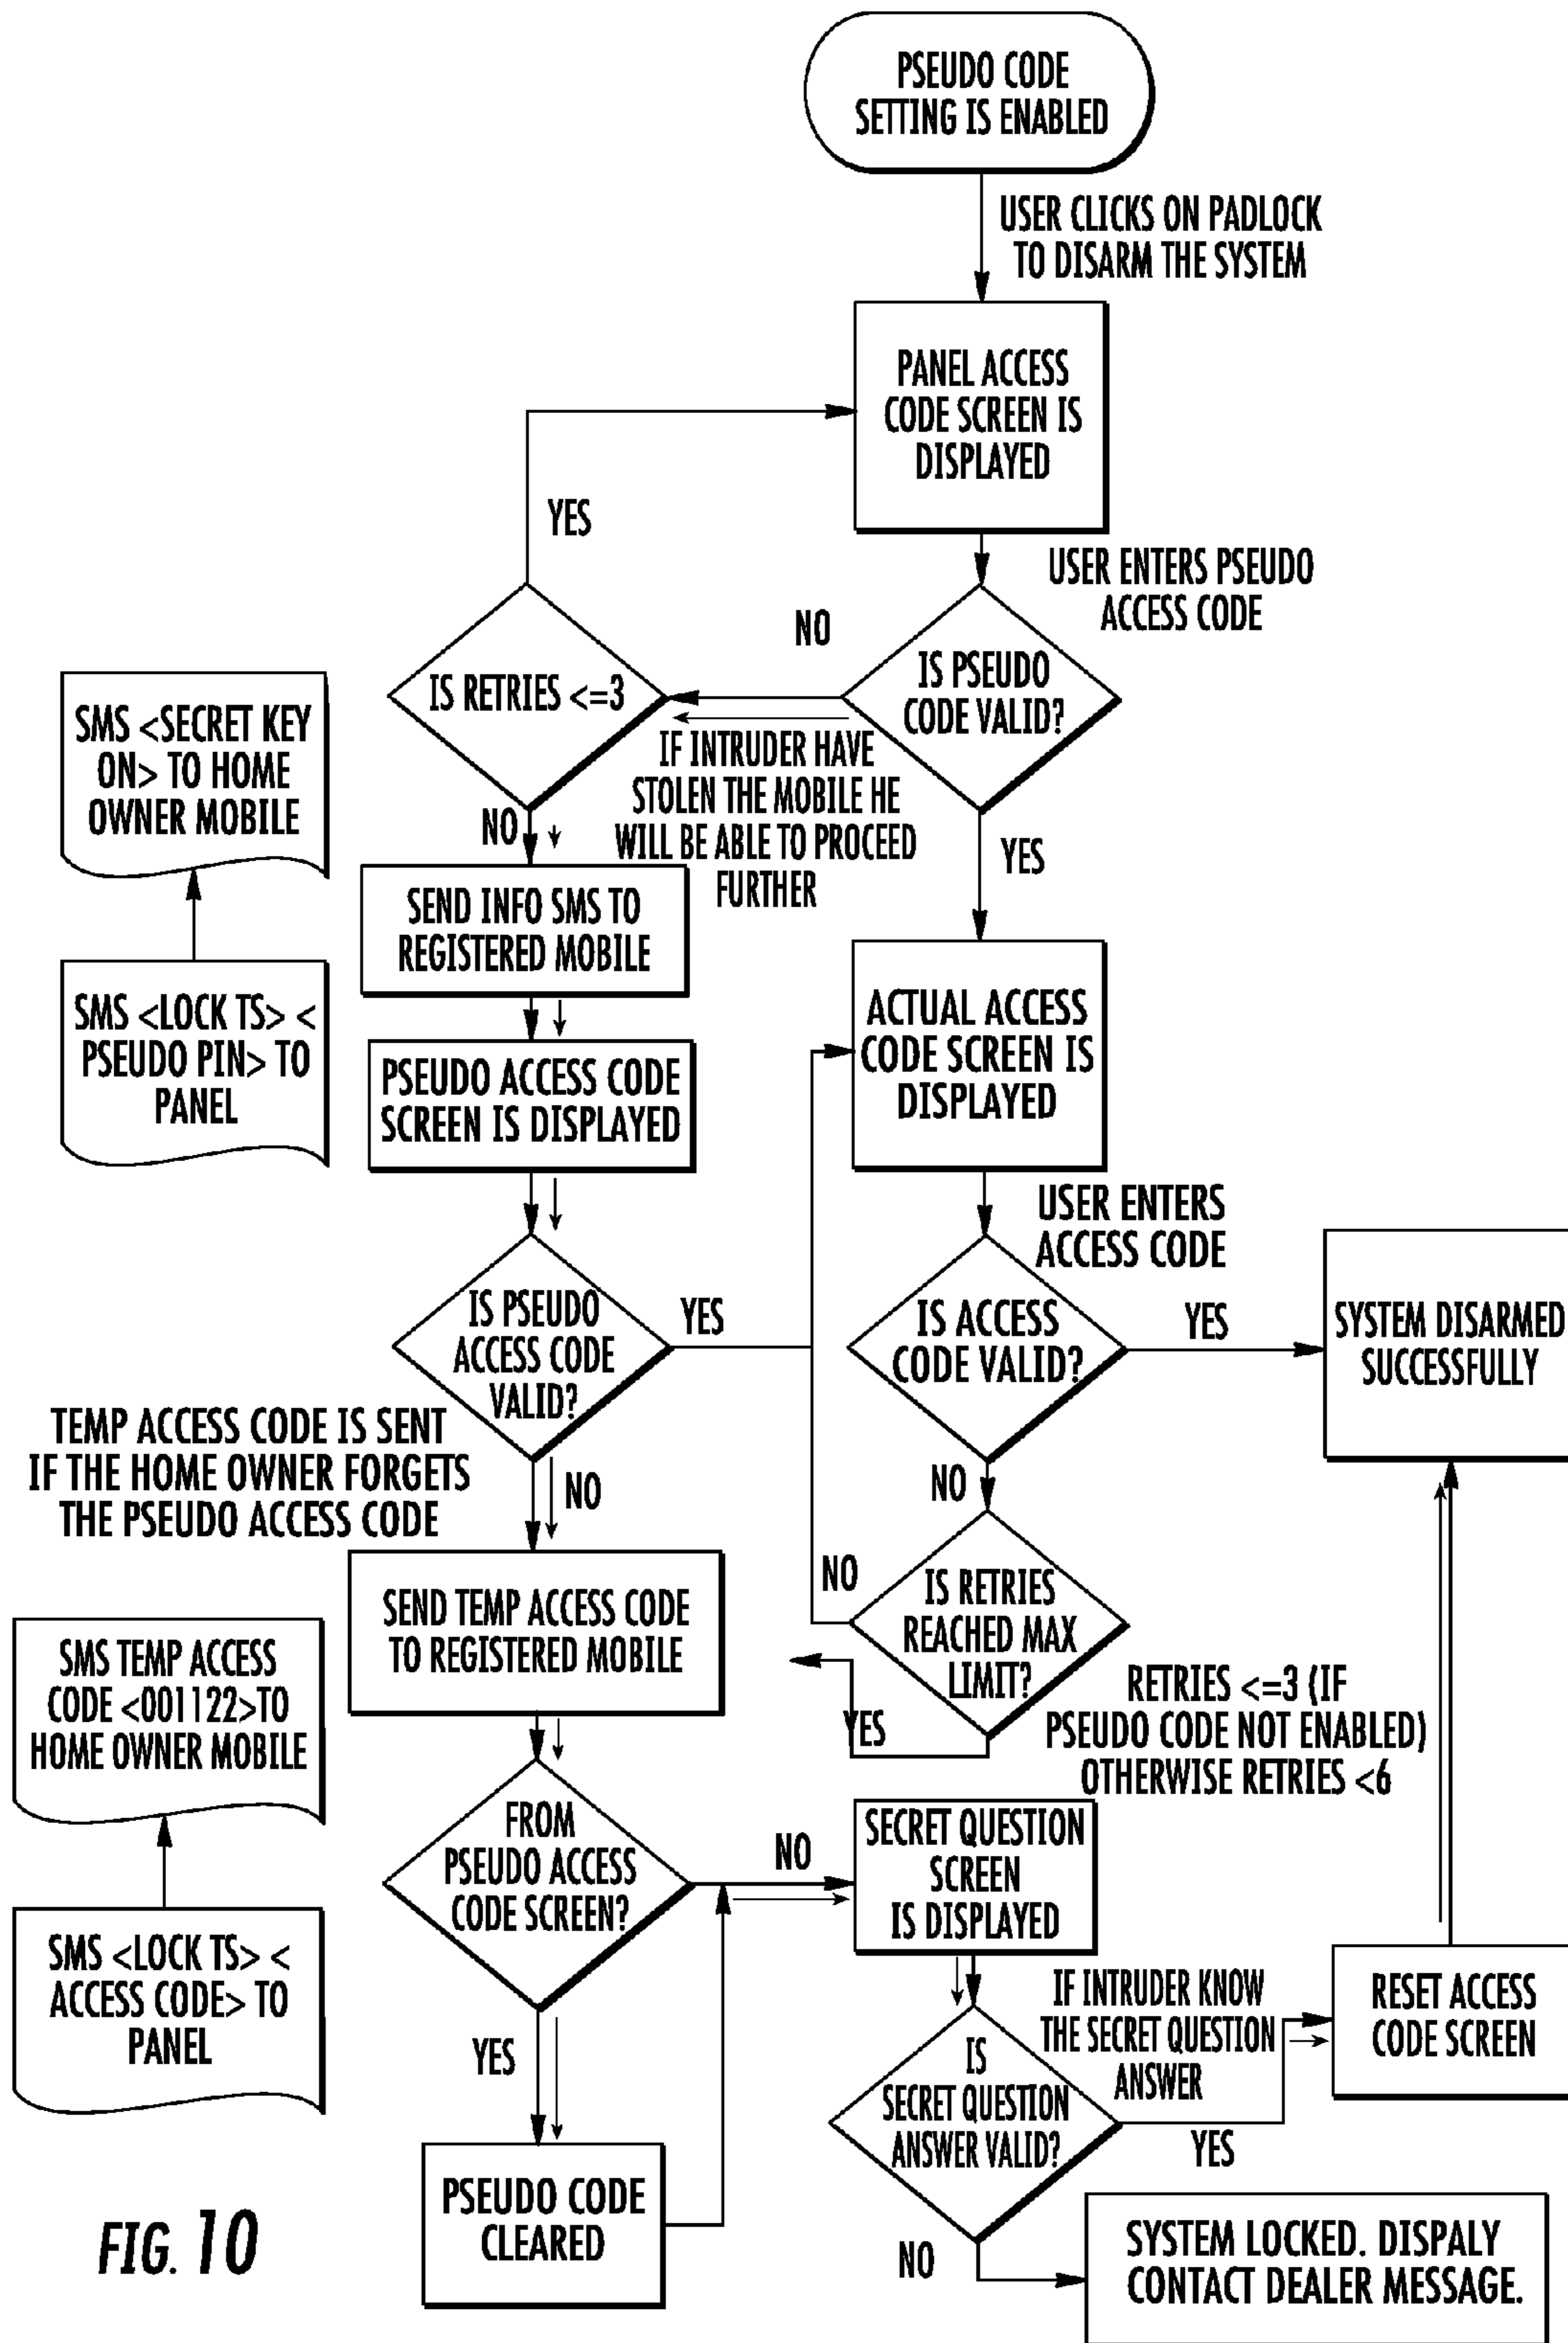 PSEUDO CODE
SETTING IS ENABLED
USER CLICKS ON PADLOCK
TO DISARM THE SYSTEM
PANEL ACCESS
CODE SCREEN IS
DISPLAYED
YES
USER ENTERS PSEUDO
ACCESS CODE
NO
IS RETRIES <=3
IS PSEUDO
CODE VALID?
SMS <SECRET KEY
ON> TO HOME
OWNER MOBILE
IF INTRUDER HAVE
STOLEN THE MOBILE HE
WILL BE ABLE TO PROCEED
FURTHER
NO
YES
SEND INFO SMS TO
REGISTERED MOBILE
SMS <LOCK TS> <
PSEUDO PIN> TO
PANEL
ACTUAL ACCESS
CODE SCREEN IS
DISPLAYED
PSEUDO ACCESS CODE
SCREEN IS DISPLAYED
USER ENTERS
ACCESS CODE
IS PSEUDO
ACCESS CODE
VALID?
YES
IS ACCESS
CODE VALID?
YES
SYSTEM DISARMED
SUCCESSFULLY
TEMP ACCESS CODE IS SENT
IF THE HOME OWNER FORGETS
THE PSEUDO ACCESS CODE
NO
NO
SEND TEMP ACCESS CODE
TO REGISTERED MOBILE
NO
IS RETRIES
REACHED MAX
LIMIT?
YES
RETRIES <=3 (IF
PSEUDO CODE NOT ENABLED)
OTHERWISE RETRIES <6
SMS TEMP ACCESS
CODE <001122>TO
HOME OWNER MOBILE
FROM
PSEUDO ACCESS
CODE SCREEN?
NO
SECRET QUESTION
SCREEN
IS DISPLAYED
SMS <LOCK TS> <
ACCESS CODE> TO
PANEL
YES
IF INTRUDER KNOW
THE SECRET QUESTION
ANSWER
RESET ACCESS
CODE SCREEN
IS
SECRET QUESTION
ANSWER VALID?
YES
PSEUDO CODE
CLEARED
NO
SYSTEM LOCKED. DISPALY
CONTACT DEALER MESSAGE.
FIG. 10